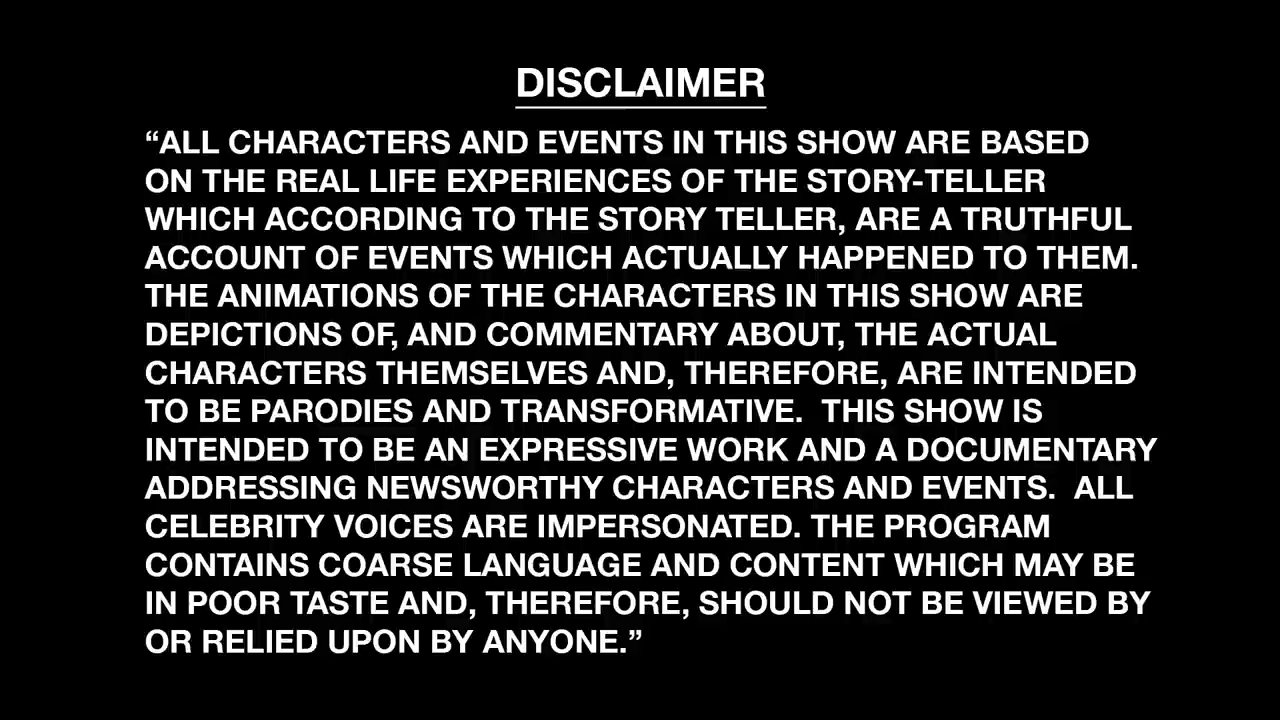 DISCLAIMER
“ALL CHARACTERS AND EVENTS IN THIS SHOW ARE BASED
ON THE REAL LIFE EXPERIENCES OF THE STORY-TELLER
WHICH ACCORDING TO THE STORY TELLER, ARE A TRUTHFUL
ACCOUNT OF EVENTS WHICH ACTUALLY HAPPENED TO THEM.
THE ANIMATIONS OF THE CHARACTERS IN THIS SHOW ARE
DEPICTIONS OF, AND COMMENTARY ABOUT, THE ACTUAL
CHARACTERS THEMSELVES AND, THEREFORE, ARE INTENDED
TO BE PARODIES AND TRANSFORMATIVE.  THIS SHOW IS
INTENDED TO BE AN EXPRESSIVE WORK AND A DOCUMENTARY
ADDRESSING NEWSWORTHY CHARACTERS AND EVENTS.  ALL
CELEBRITY VOICES ARE IMPERSONATED. THE PROGRAM
CONTAINS COARSE LANGUAGE AND CONTENT WHICH MAY BE
IN POOR TASTE AND, THEREFORE, SHOULD NOT BE VIEWED BY
OR RELIED UPON BY ANYONE.”